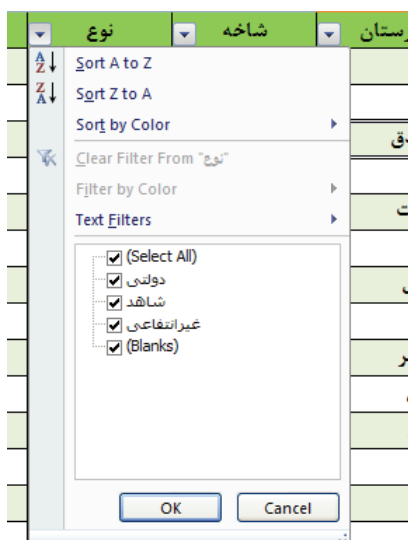 رستان شاخه نوع
Sort A to Z
Sort Z to A
Sort by Color
Clear Filter From "نوع"
Filter by Color
Text Filters
(Select All)
دولتی
شاهد
غیرانتفاعی
(Blanks)
OK Cancel